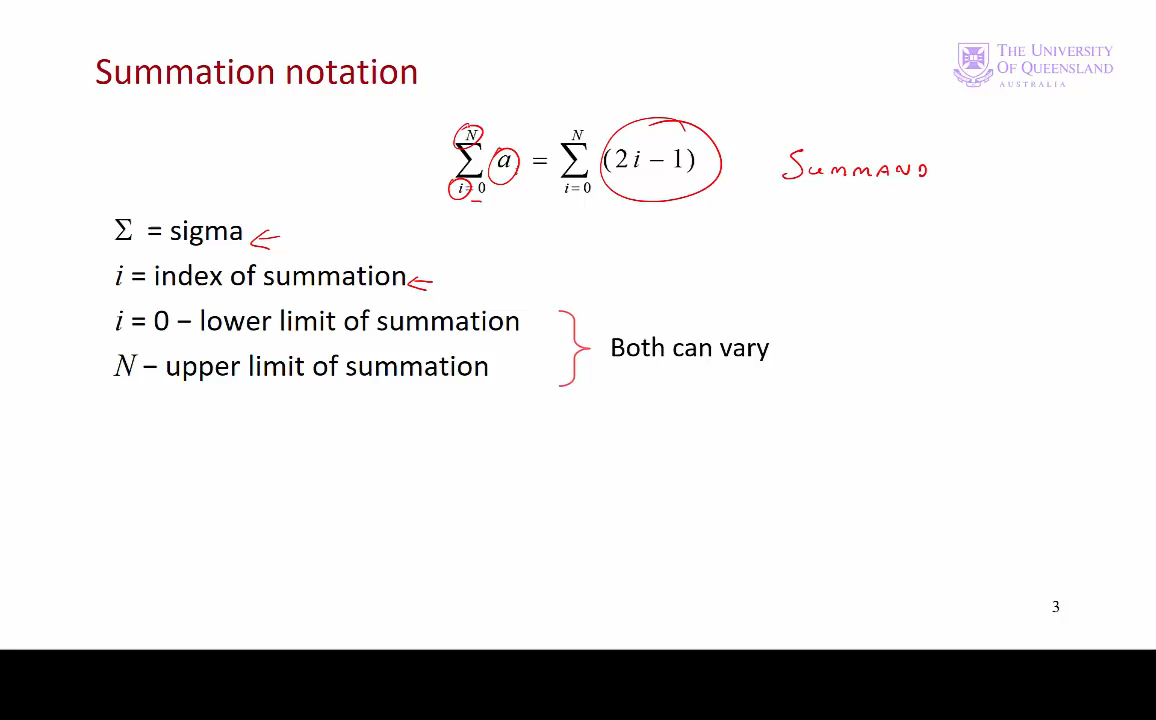 Summation notation
THE UNIVERSITY
OF QUEENSLAND
AUSTRALIA
N N
∑ a i = ∑ (2i − 1) SUMMAND
i=0 i=0
Σ = sigma
i = index of summation
i = 0 − lower limit of summation
N − upper limit of summation
Both can vary
3